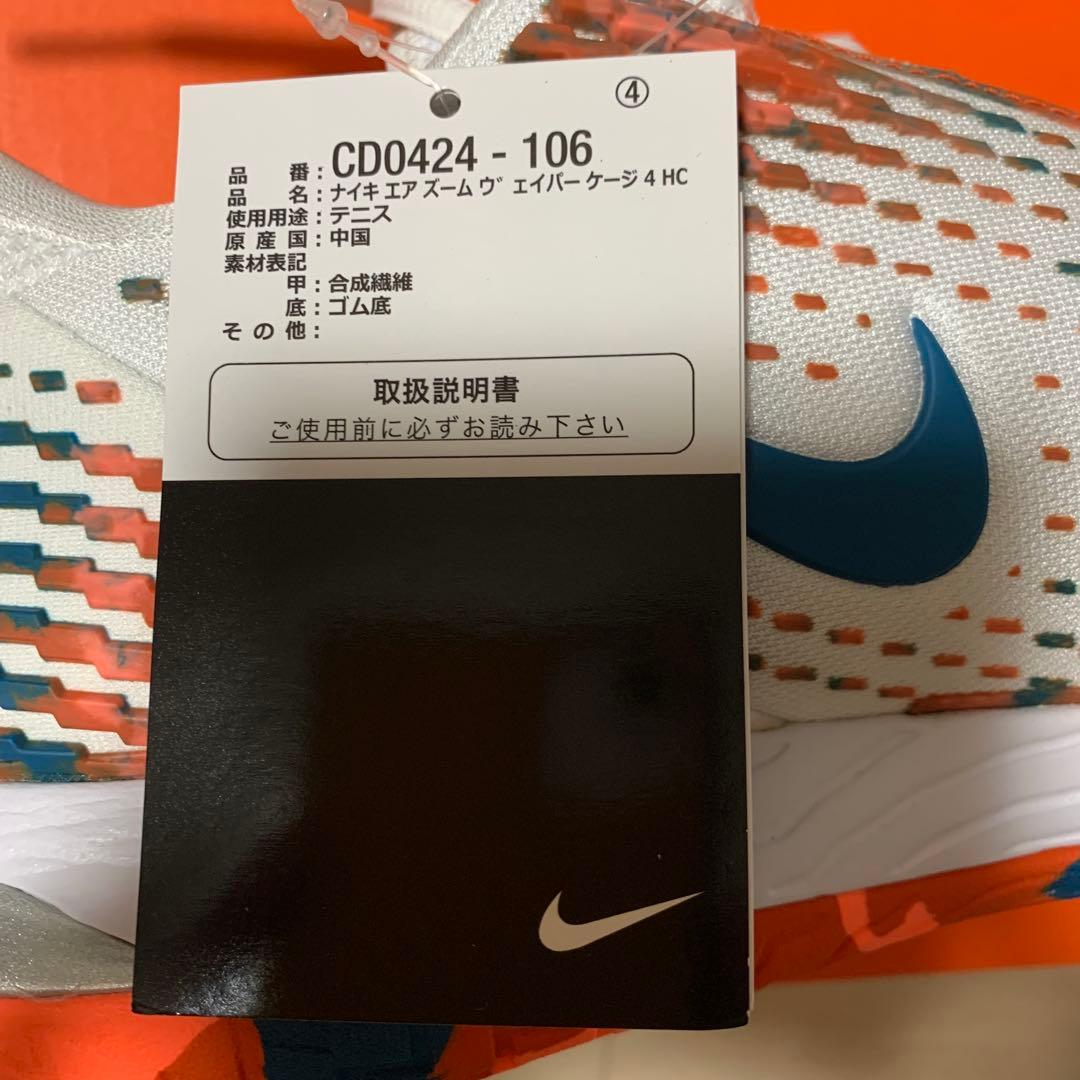 ④
品番：CD0424 - 106
品名：ナイキ エア ズーム ヴェイパー ケージ 4 HC
使用用途：テニス
原産国：中国
素材表記
甲：合成繊維
底：ゴム底
その他：
取扱説明書
ご使用前に必ずお読み下さい